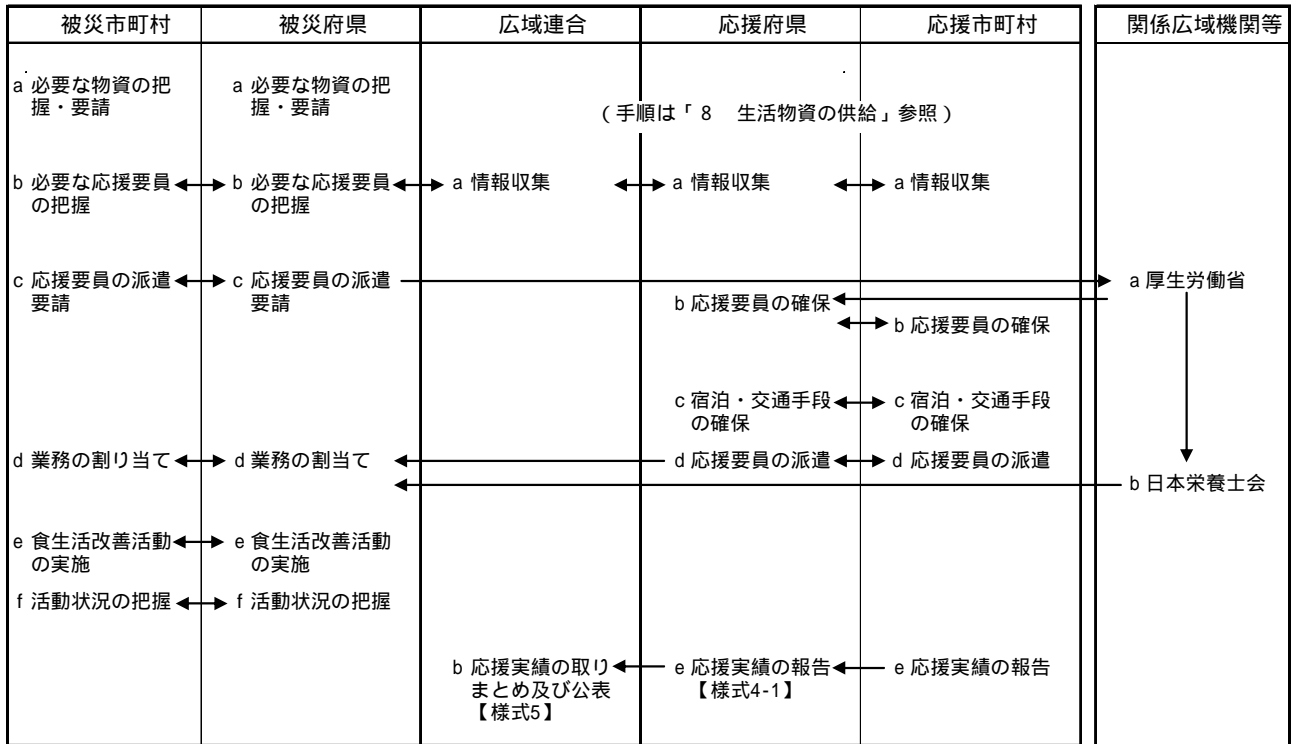 被災市町村 被災府県 広域連合 応援府県 応援市町村 関係広域機関等
a 必要な物資の把 a 必要な物資の把
握・要請 握・要請
(手順は「8 生活物資の供給」参照)
b 必要な応援要員 b 必要な応援要員 a 情報収集 a 情報収集 a 情報収集
の把握 の把握
c 応援要員の派遣 c 応援要員の派遣 a 厚生労働省
要請 要請 b 応援要員の確保
b 応援要員の確保
c 宿泊・交通手段 c 宿泊・交通手段
の確保 の確保
d 業務の割り当て d 業務の割当て d 応援要員の派遣 d 応援要員の派遣
b 日本栄養士会
e 食生活改善活動 e 食生活改善活動
の実施 の実施
f 活動状況の把握 f 活動状況の把握
b 応援実績の取り e 応援実績の報告 e 応援実績の報告
まとめ及び公表 【様式4-1】
【様式5】